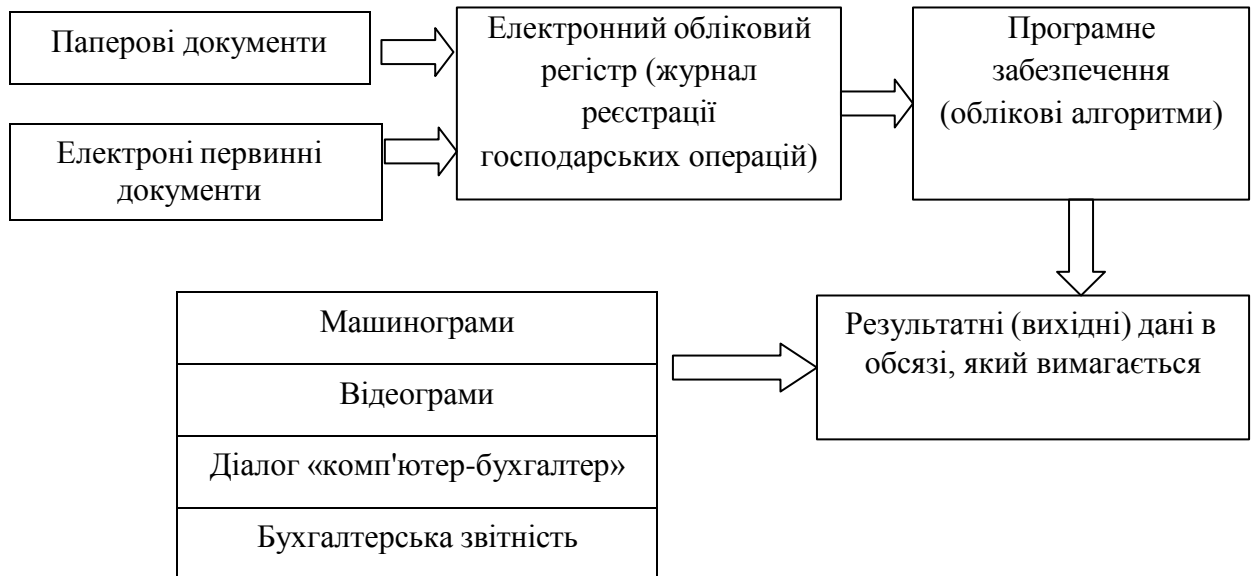 Паперові документи
Електронний обліковий
регістр (журнал
реєстрації
господарських операцій)
Програмне
забезпечення
(облікові алгоритми)
Електроні первинні
документи
Машинограми
Відеограми
Діалог «комп'ютер-бухгалтер»
Бухгалтерська звітність
Результатні (вихідні) дані в
обсязі, який вимагається